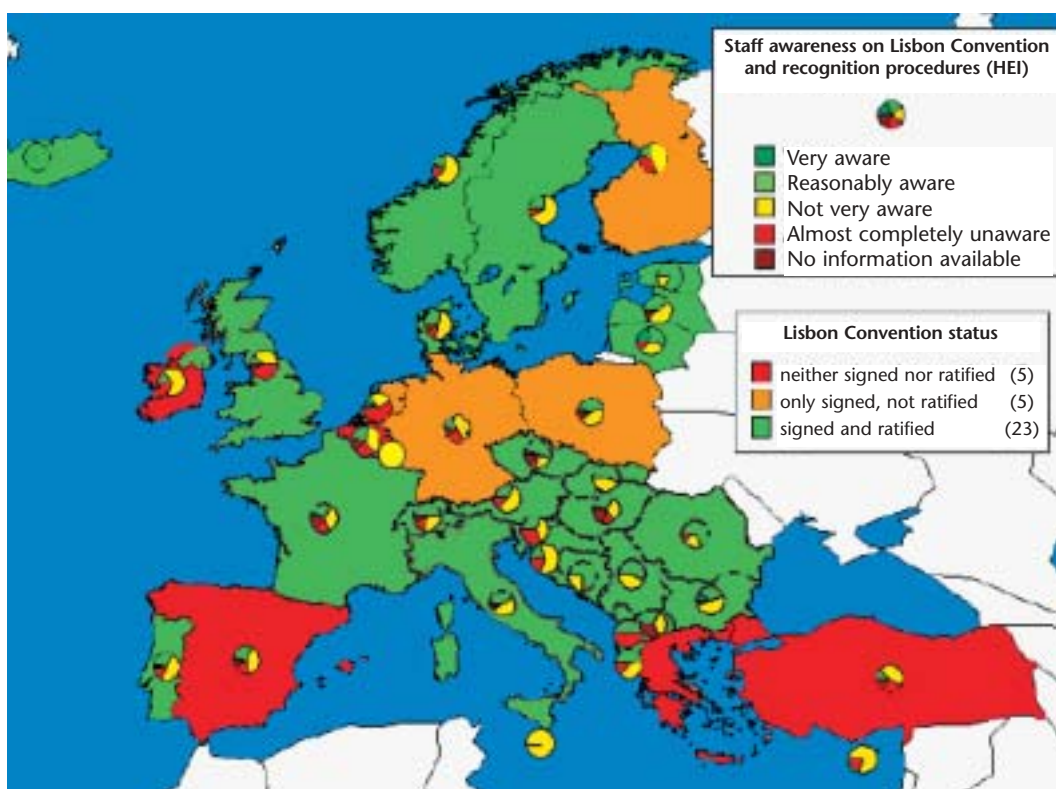 Staff awareness on Lisbon Convention
and recognition procedures (HEI)
Very aware
Reasonably aware
Not very aware
Almost completely unaware
No information available
Lisbon Convention status
neither signed nor ratified (5)
only signed, not ratified (5)
signed and ratified (23)